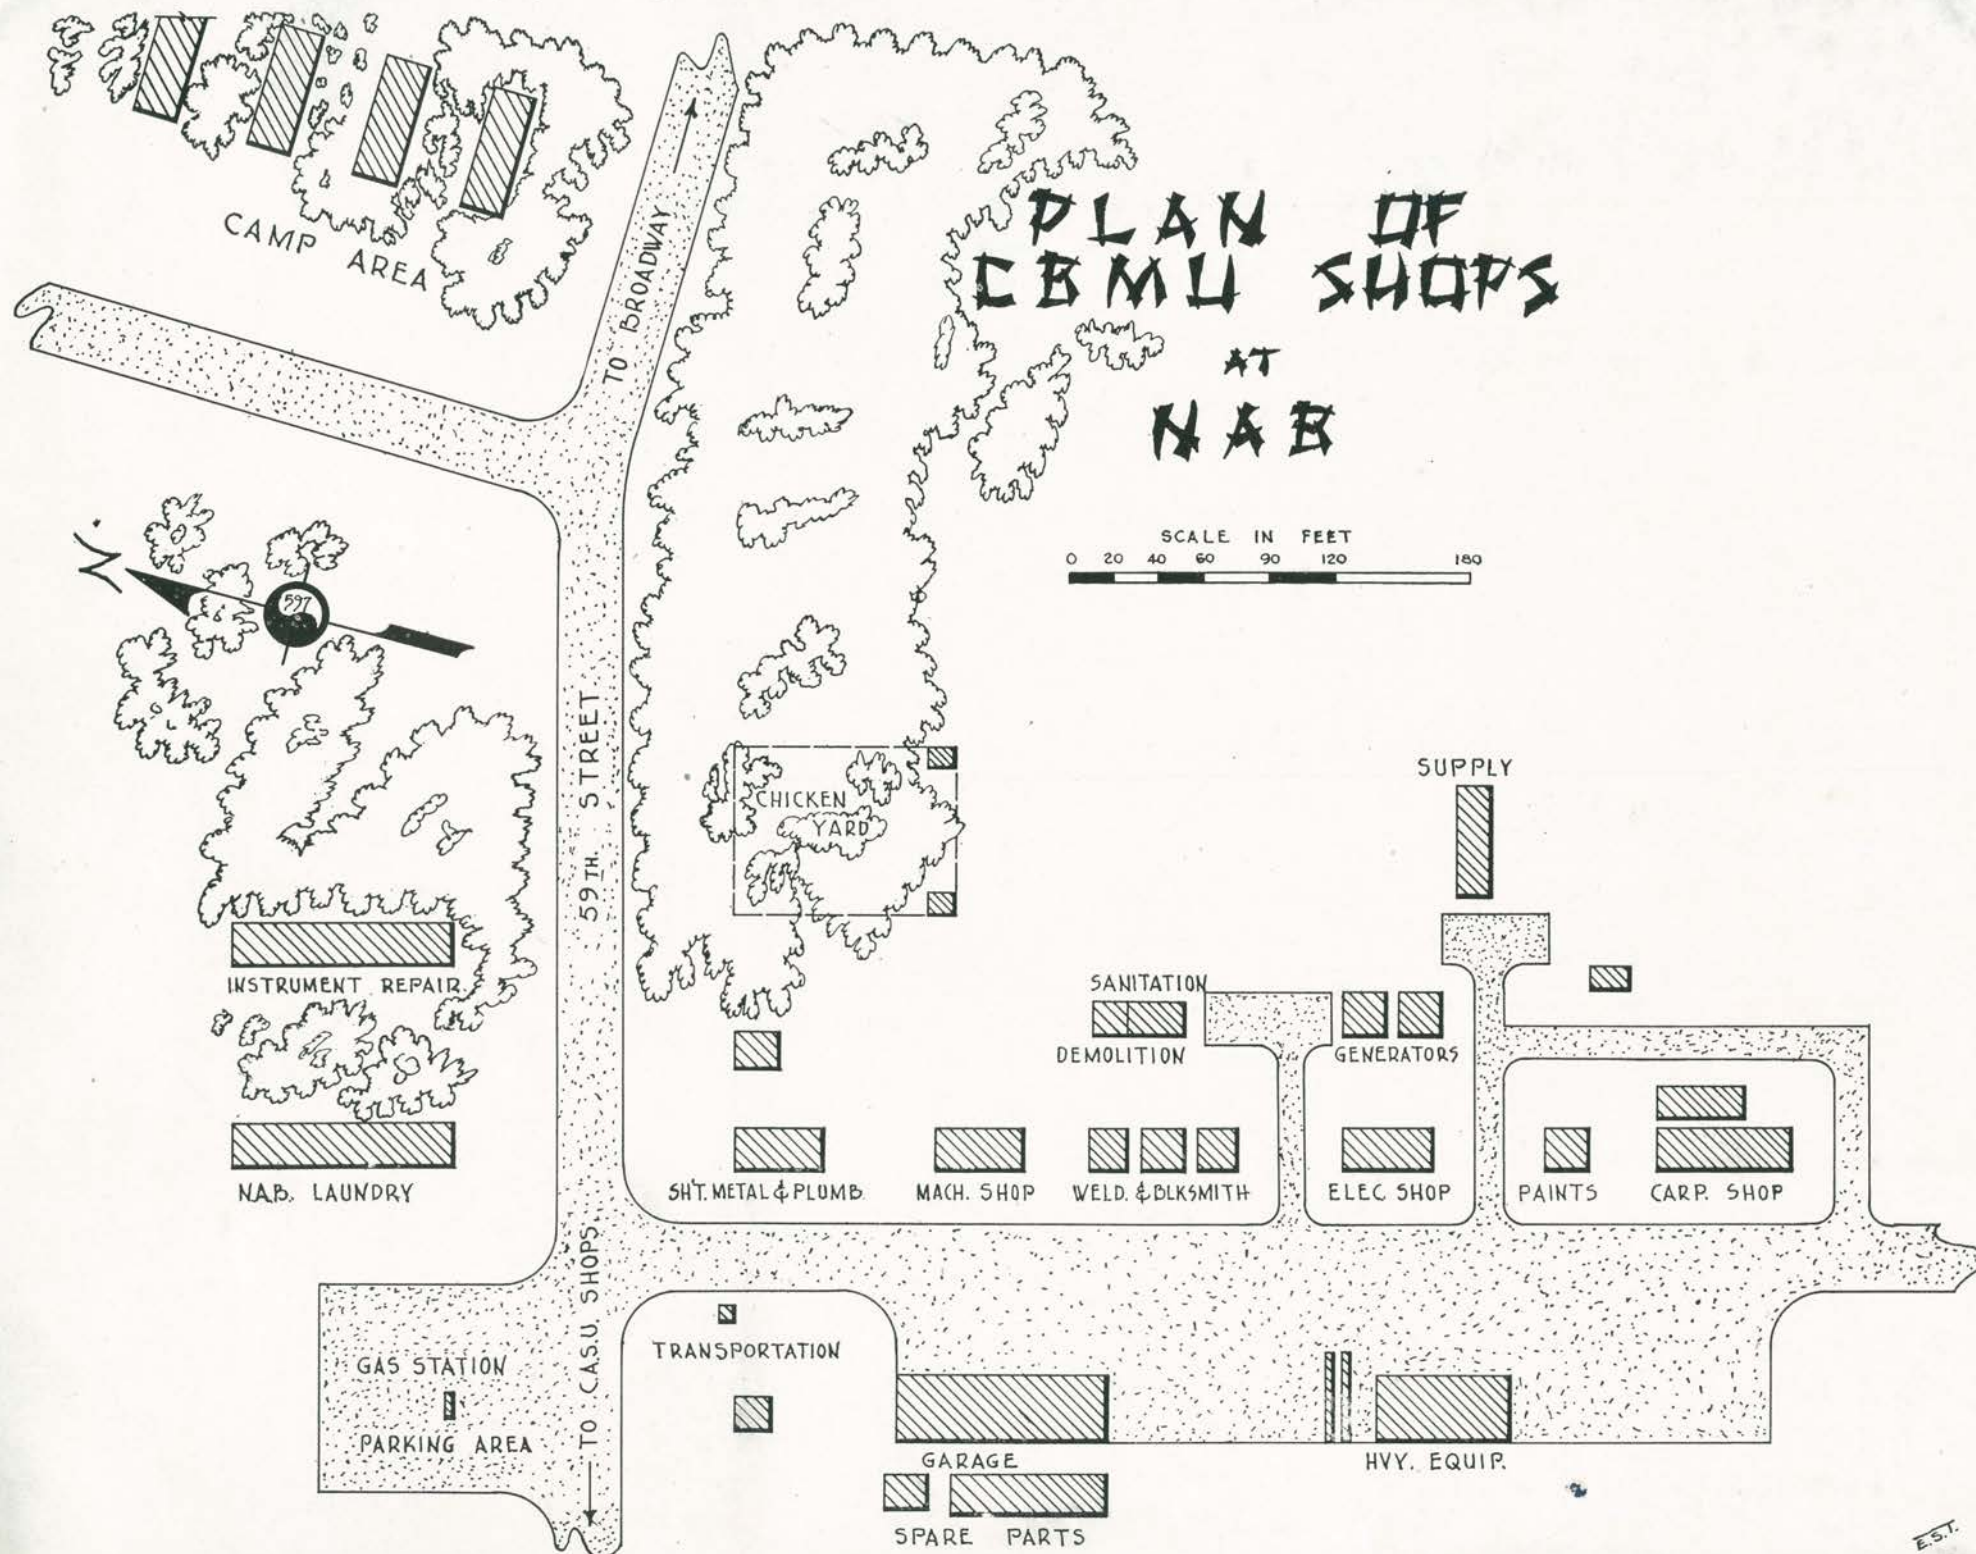 PLAN OF
CBMU SHOPS
AT
NAB
SCALE IN FEET
0 20 40 60 90 120 180
CAMP AREA
TO BROADWAY
N
597
59TH. STREET
CHICKEN
YARD
SUPPLY
INSTRUMENT REPAIR
SANITATION
DEMOLITION
GENERATORS
N.A.B. LAUNDRY
SH'T. METAL & PLUMB.
MACH. SHOP
WELD. & BLKSMITH
ELEC. SHOP
PAINTS
CARP. SHOP
TO C.A.S.U. SHOPS
GAS STATION
PARKING AREA
TRANSPORTATION
GARAGE
HVY. EQUIP.
SPARE PARTS
E.S.T.